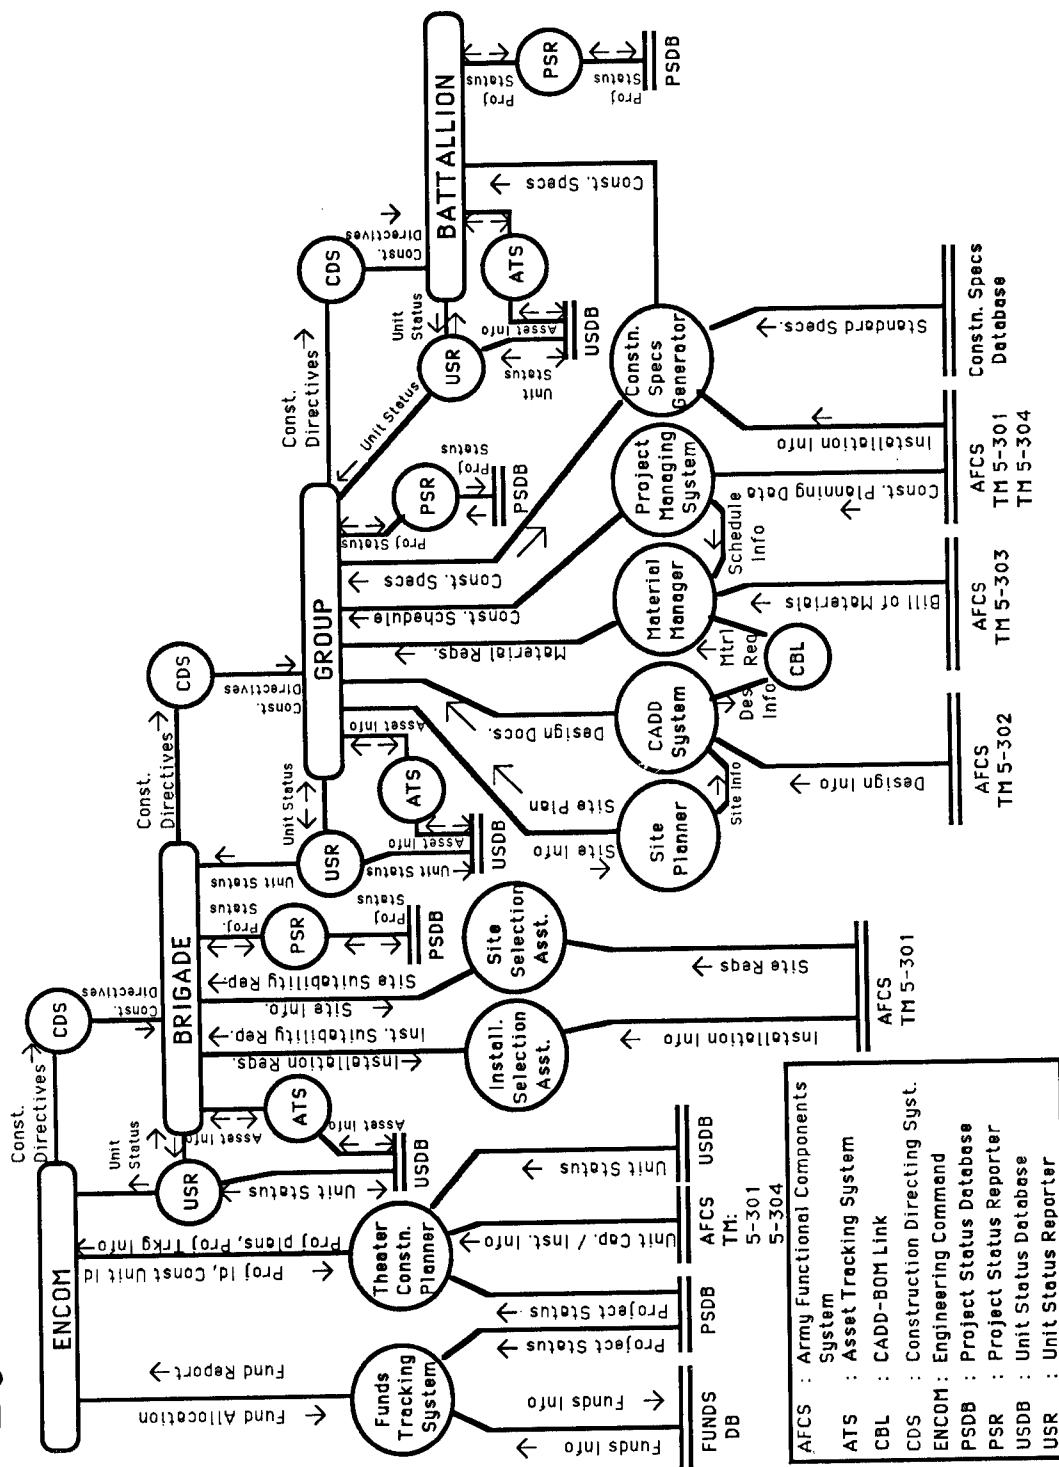 ENCOM
Const.
Directives
CDS
Const.
Directives
Fund Allocation
Fund Report
Funds
Tracking
System
Funds Info
Funds Info
FUNDS
DB
Project Status
Project Status
PSDB
Proj Id, Const Unit Id
Proj plans, Proj Trkg Info
Theater
Constn.
Planner
Unit Cap. / Inst. Info
AFCS
TM:
5-301
5-304
Unit Status
USDB
Unit
Status
USR
Unit Status
USDB
Asset Info
ATS
Asset Info
BRIGADE
Const.
Directives
CDS
Const.
Directives
Installation Reqs.
Inst. Suitability Rep.
Install.
Selection
Asst.
Installation Info
Site Info.
Site Suitability Rep.
Site
Selection
Asst.
Site Reqs
AFCS
TM 5-301
Proj.
Status
PSR
Proj
Status
PSDB
Unit Status
USR
Unit Status
Unit Status
USDB
Asset Info
ATS
Asset Info
GROUP
Const.
Directives
CDS
Const.
Directives
Site Info
Site Plan
Site
Planner
Site Info
Design Docs.
CADD
System
Design Info
AFCS
TM 5-302
Des
Info
CBL
Mtrl
Req
Material Reqs.
Material
Manager
Bill of Materials
AFCS
TM 5-303
Schedule
Info
Const. Schedule
Project
Managing
System
Const. Planning Data
Installation Info
AFCS
TM 5-301
TM 5-304
Const. Specs
Constn.
Specs
Generator
Standard Specs.
Constn. Specs
Database
Proj Status
PSR
Proj
Status
PSDB
Unit Status
USR
Unit
Status
Unit
Status
USDB
Asset Info
ATS
BATTALLION
Const. Specs
Proj
Status
PSR
Proj
Status
PSDB
AFCS : Army Functional Components
System
ATS : Asset Tracking System
CBL : CADD-BOM Link
CDS : Construction Directing Syst.
ENCOM : Engineering Command
PSDB : Project Status Database
PSR : Project Status Reporter
USDB : Unit Status Database
USR : Unit Status Reporter